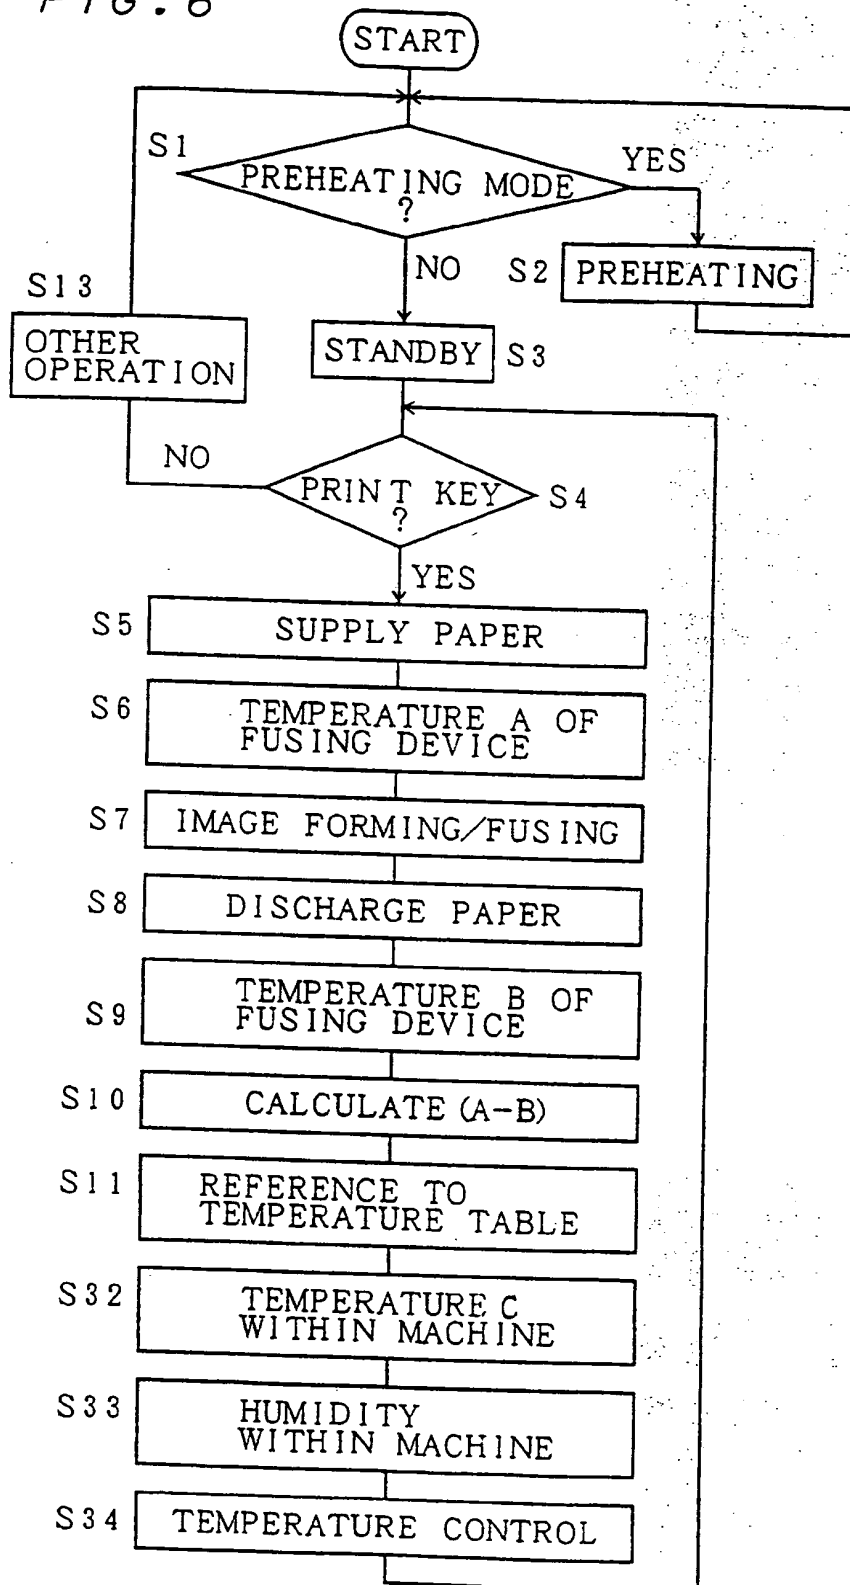 FIG. 6
START
S1
PREHEATING MODE
?
YES
NO
S2
PREHEATING
S13
OTHER
OPERATION
STANDBY
S3
NO
PRINT KEY
?
S4
YES
S5
SUPPLY PAPER
S6
TEMPERATURE A OF
FUSING DEVICE
S7
IMAGE FORMING/FUSING
S8
DISCHARGE PAPER
S9
TEMPERATURE B OF
FUSING DEVICE
S10
CALCULATE (A-B)
S11
REFERENCE TO
TEMPERATURE TABLE
S32
TEMPERATURE C
WITHIN MACHINE
S33
HUMIDITY
WITHIN MACHINE
S34
TEMPERATURE CONTROL